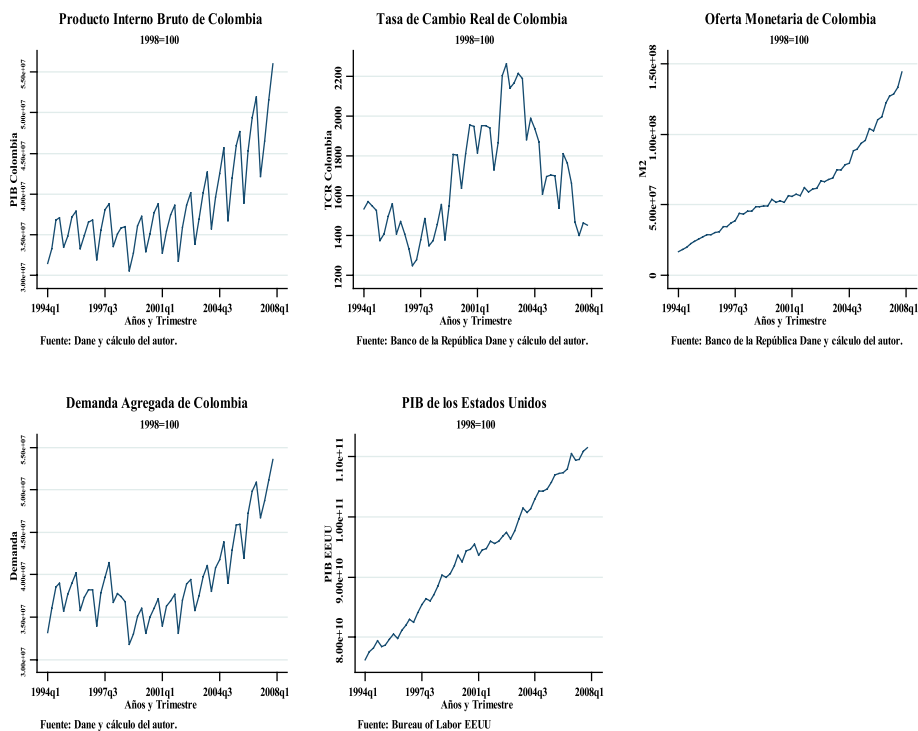 Producto Interno Bruto de Colombia
1998=100
PIB Colombia
5.50e+07
5.00e+07
4.50e+07
4.00e+07
3.50e+07
3.00e+07
1994q1 1997q3 2001q1 2004q3 2008q1
Años y Trimestre
Fuente: Dane y cálculo del autor.
Tasa de Cambio Real de Colombia
1998=100
TCR Colombia
2200
2000
1800
1600
1400
1200
1994q1 1997q3 2001q1 2004q3 2008q1
Años y Trimestre
Fuente: Banco de la República Dane y cálculo del autor.
Oferta Monetaria de Colombia
1998=100
M2
1.50e+08
1.00e+08
5.00e+07
0
1994q1 1997q3 2001q1 2004q3 2008q1
Años y Trimestre
Fuente: Banco de la República Dane y cálculo del autor.
Demanda Agregada de Colombia
1998=100
Demanda
5.50e+07
5.00e+07
4.50e+07
4.00e+07
3.50e+07
3.00e+07
1994q1 1997q3 2001q1 2004q3 2008q1
Años y Trimestre
Fuente: Dane y cálculo del autor.
PIB de los Estados Unidos
1998=100
PIB EEUU
1.10e+11
1.00e+11
9.00e+10
8.00e+10
1994q1 1997q3 2001q1 2004q3 2008q1
Años y Trimestre
Fuente: Bureau of Labor EEUU